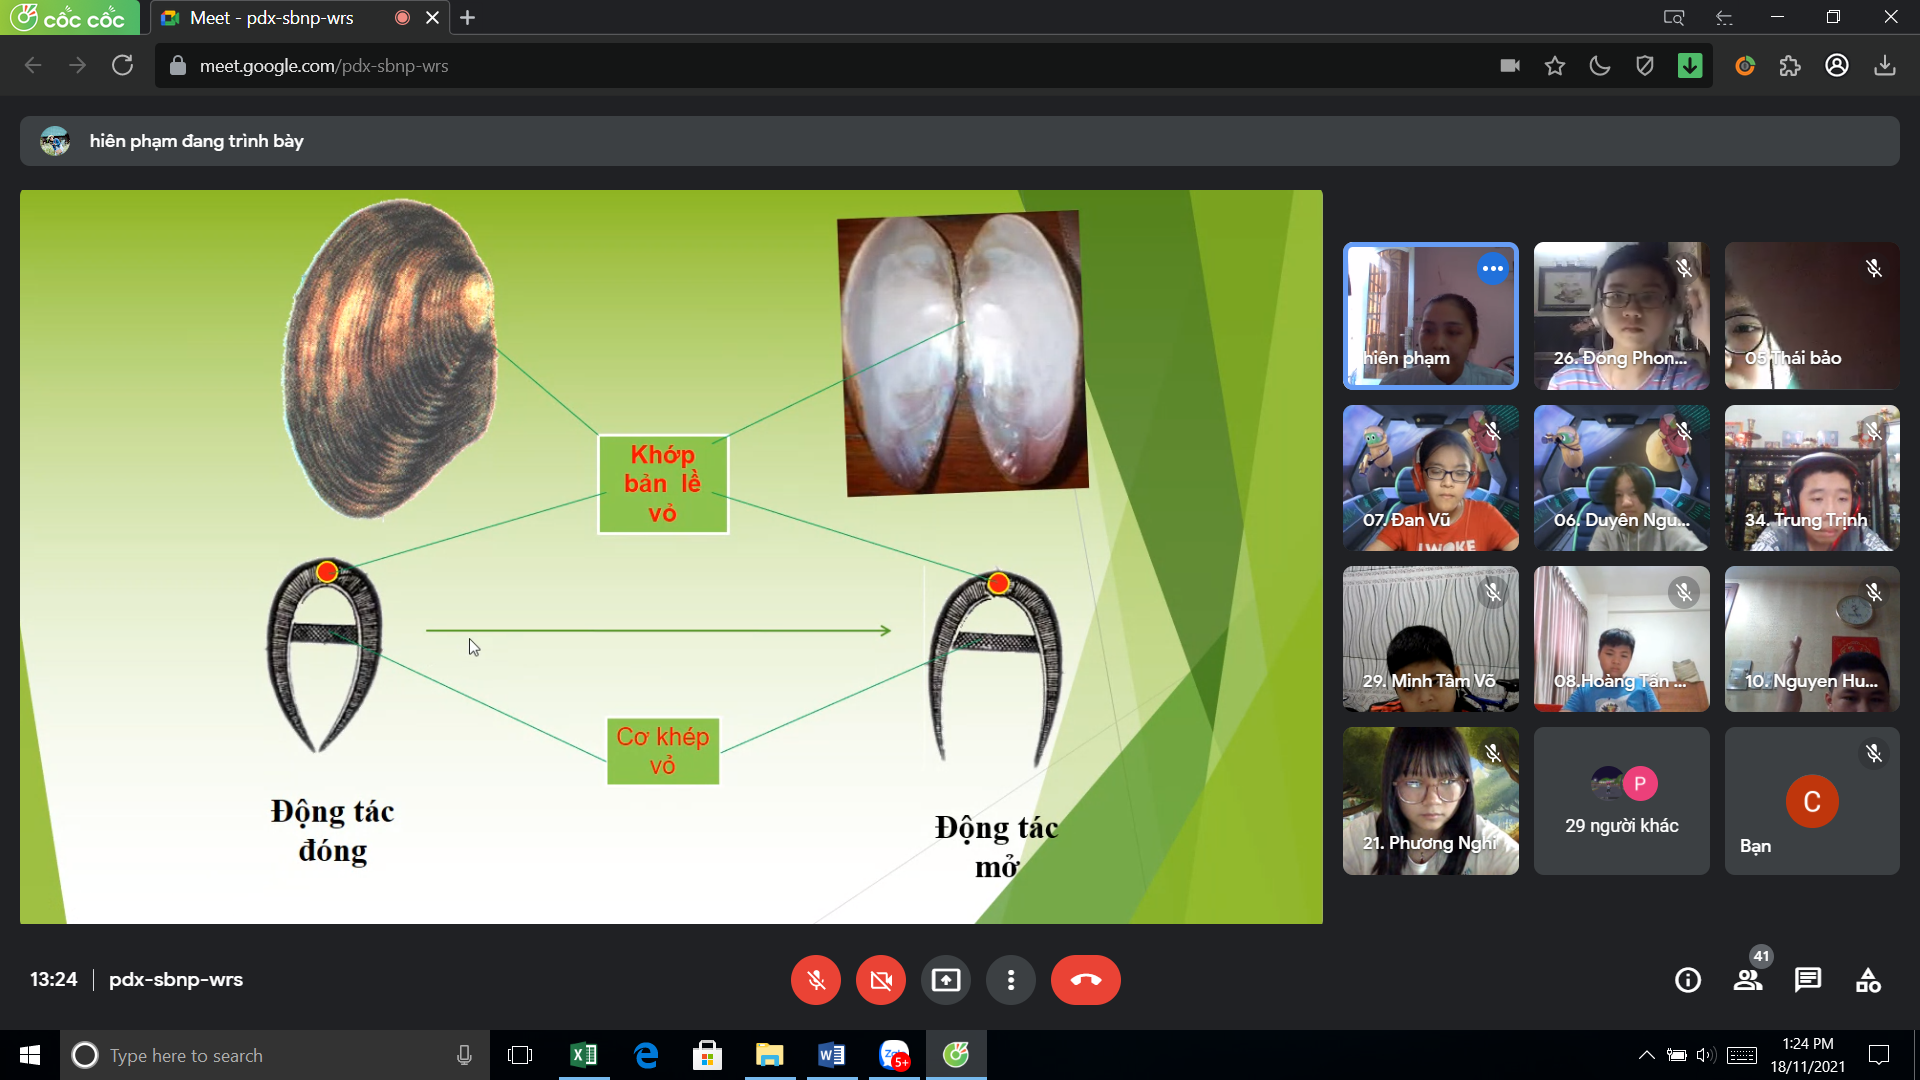 cốc cốc
Meet - pdx-sbnp-wrs
meet.google.com/pdx-sbnp-wrs
hiên phạm đang trình bày
Khớp
bản lề
vỏ
Cơ khép
vỏ
Động tác
đóng
Động tác
mở
hiên phạm
26. Đông Phon...
05 Thái bảo
07. Đan Vũ
06. Duyên Ngu...
34. Trung Trịnh
I WOKE
29. Minh Tâm Võ
08.Hoàng Tấn ...
10. Nguyen Hu...
21. Phương Nghi
P
29 người khác
C
Bạn
13:24
pdx-sbnp-wrs
41
Type here to search
5+
1:24 PM
18/11/2021